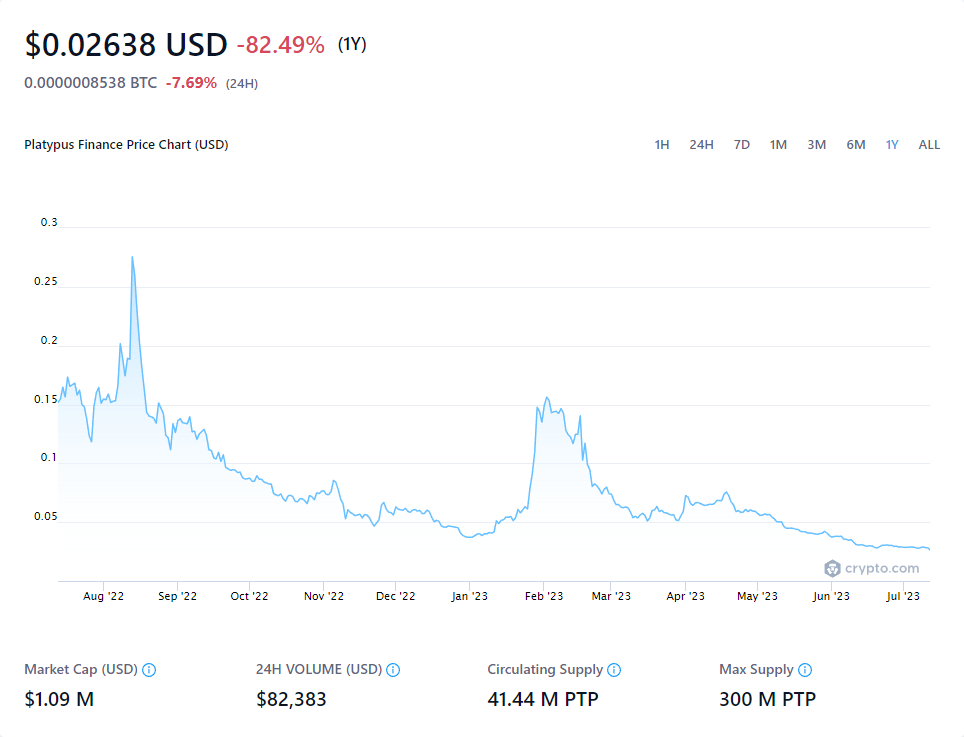 $0.02638 USD -82.49% (1Y)
0.0000008538 BTC -7.69% (24H)
Platypus Finance Price Chart (USD) 1H 24H 7D 1M 3M 6M 1Y ALL
0.3
0.25
0.2
0.15
0.1
0.05
crypto.com
Aug '22 Sep '22 Oct '22 Nov '22 Dec '22 Jan '23 Feb '23 Mar '23 Apr '23 May '23 Jun '23 Jul '23
Market Cap (USD) 24H VOLUME (USD) Circulating Supply Max Supply
$1.09 M $82,383 41.44 M PTP 300 M PTP